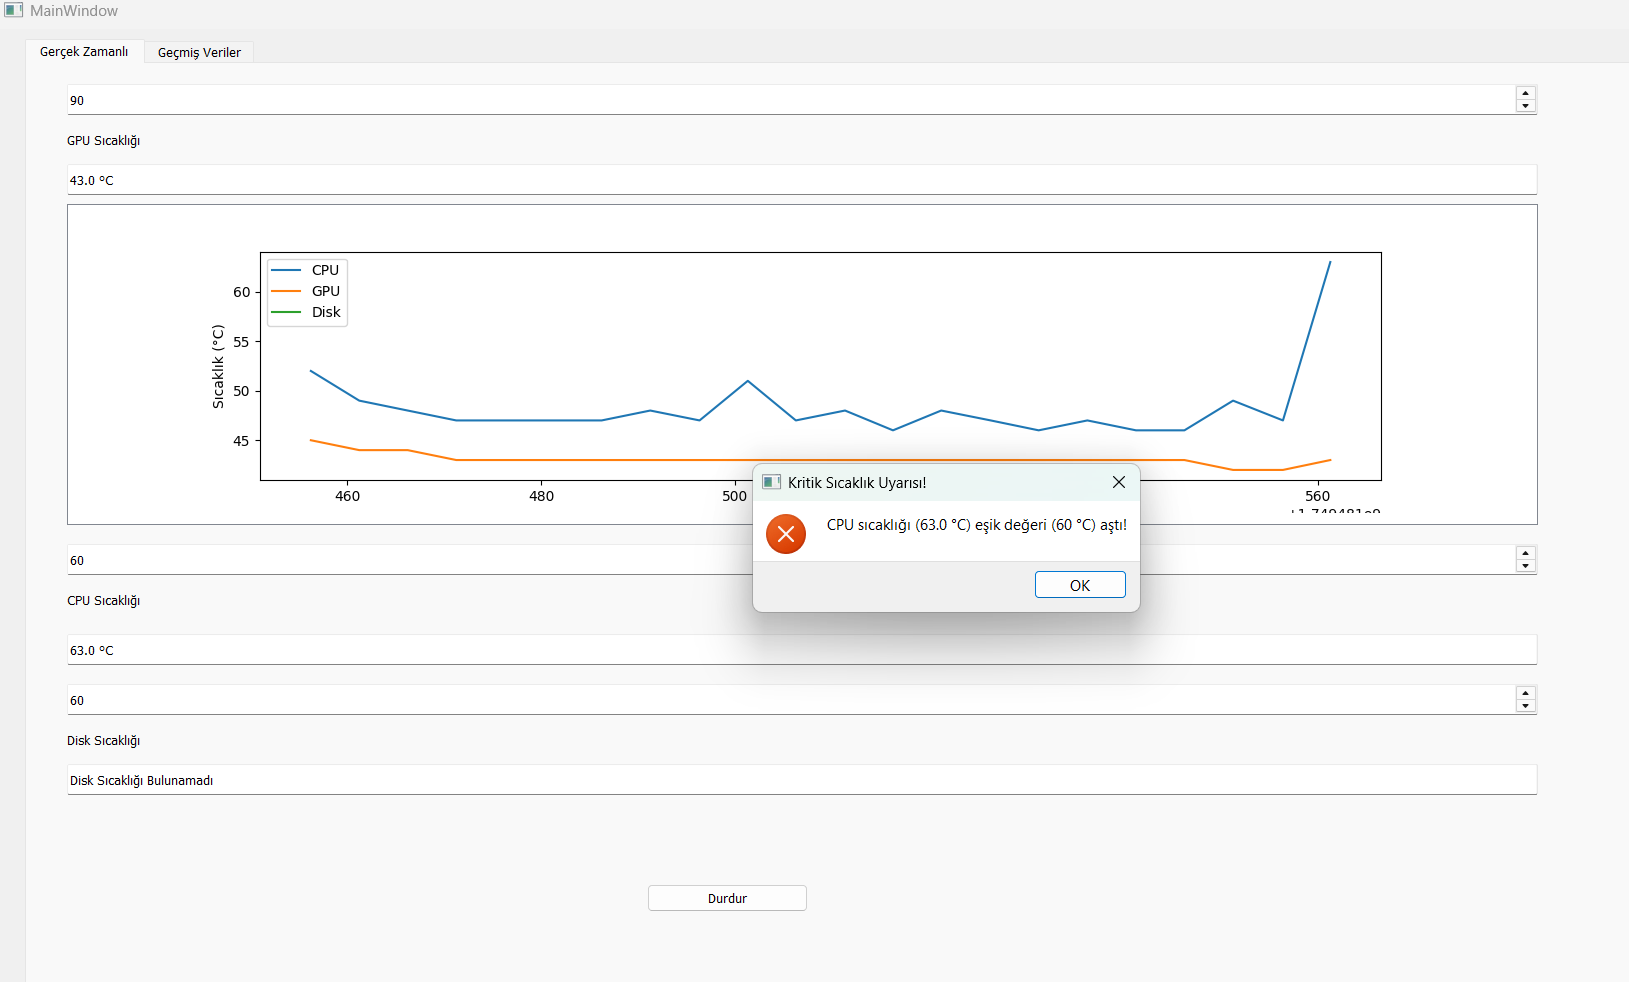 MainWindow
Gerçek Zamanlı
Geçmiş Veriler
90
GPU Sıcaklığı
43.0 °C
CPU
GPU
Disk
Sıcaklık (°C)
60
55
50
45
460
480
500
560
Kritik Sıcaklık Uyarısı!
CPU sıcaklığı (63.0 °C) eşik değeri (60 °C) aştı!
OK
60
CPU Sıcaklığı
63.0 °C
60
Disk Sıcaklığı
Disk Sıcaklığı Bulunamadı
Durdur